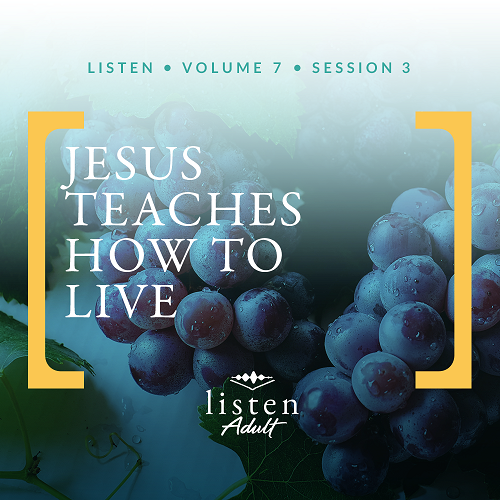 LISTEN • VOLUME 7 • SESSION 3
JESUS
TEACHES
HOW TO
LIVE
listen
Adult